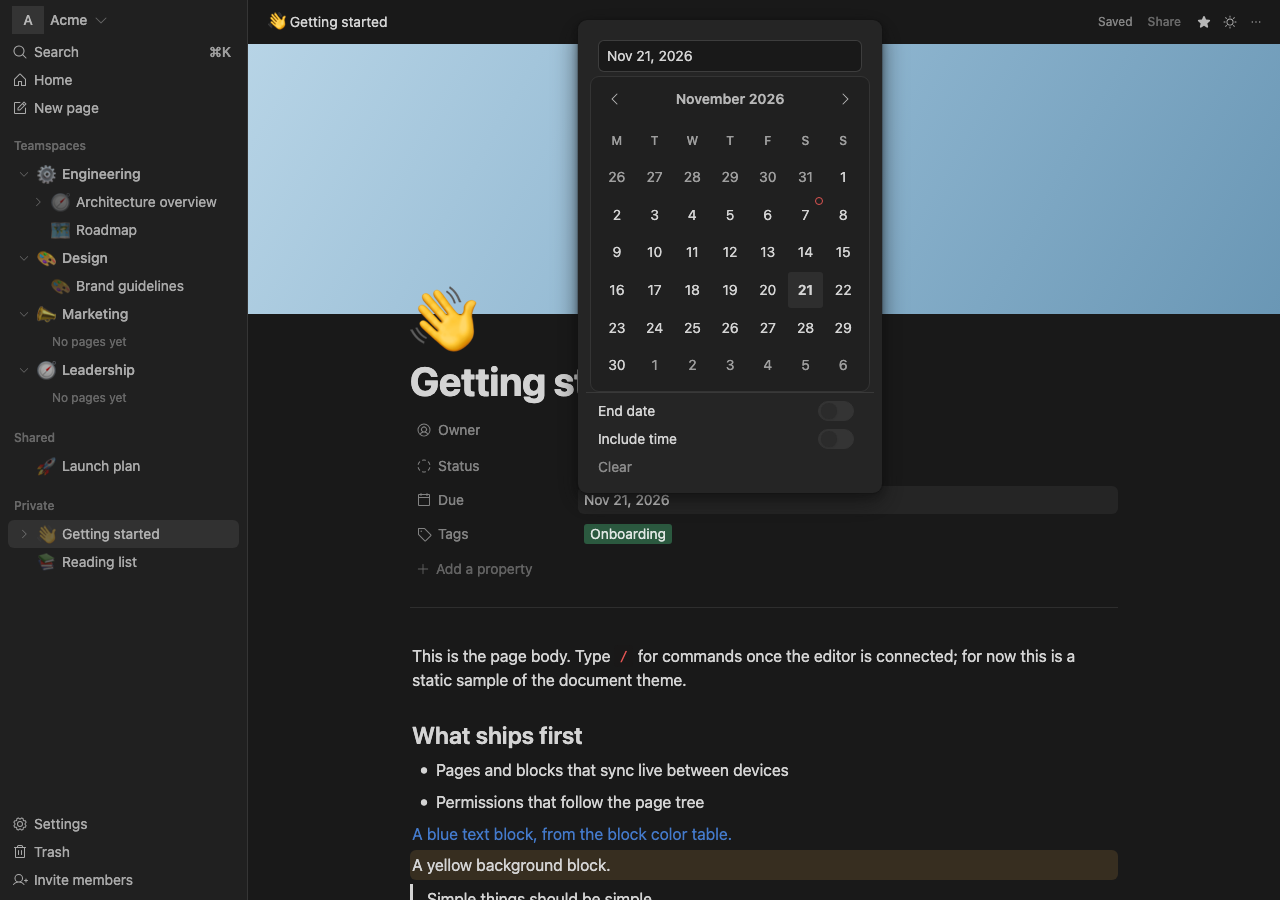 A Acme
Search ⌘K
Home
New page
Teamspaces
Engineering
Architecture overview
Roadmap
Design
Brand guidelines
Marketing
No pages yet
Leadership
No pages yet
Shared
Launch plan
Private
Getting started
Reading list
Settings
Trash
Invite members
Getting started
Saved Share
Nov 21, 2026
November 2026
M T W T F S S
26 27 28 29 30 31 1
2 3 4 5 6 7 8
9 10 11 12 13 14 15
16 17 18 19 20 21 22
23 24 25 26 27 28 29
30 1 2 3 4 5 6
End date
Include time
Clear
Getting
Owner
Status
Due Nov 21, 2026
Tags Onboarding
Add a property
This is the page body. Type / for commands once the editor is connected; for now this is a
static sample of the document theme.
What ships first
• Pages and blocks that sync live between devices
• Permissions that follow the page tree
A blue text block, from the block color table.
A yellow background block.
Simple things should be simple